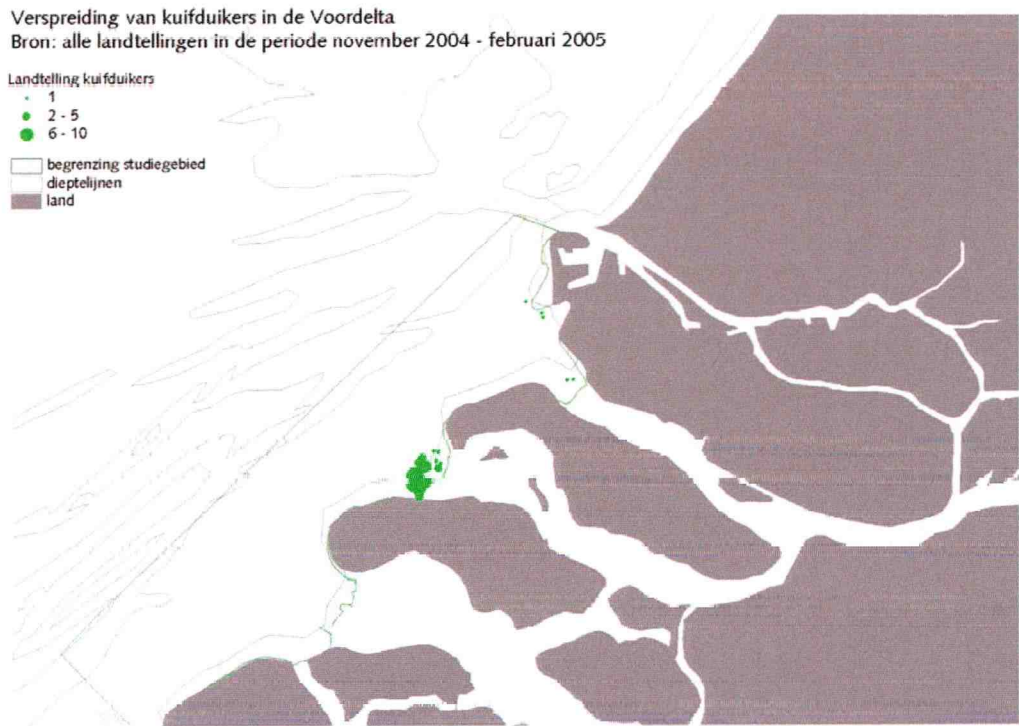 Verspreiding van kuifduikers in de Voordelta
Bron: alle landtellingen in de periode november 2004 - februari 2005
Landtelling kuifduikers
1
2 - 5
6 - 10
begrenzing studiegebied
dieptelijnen
land